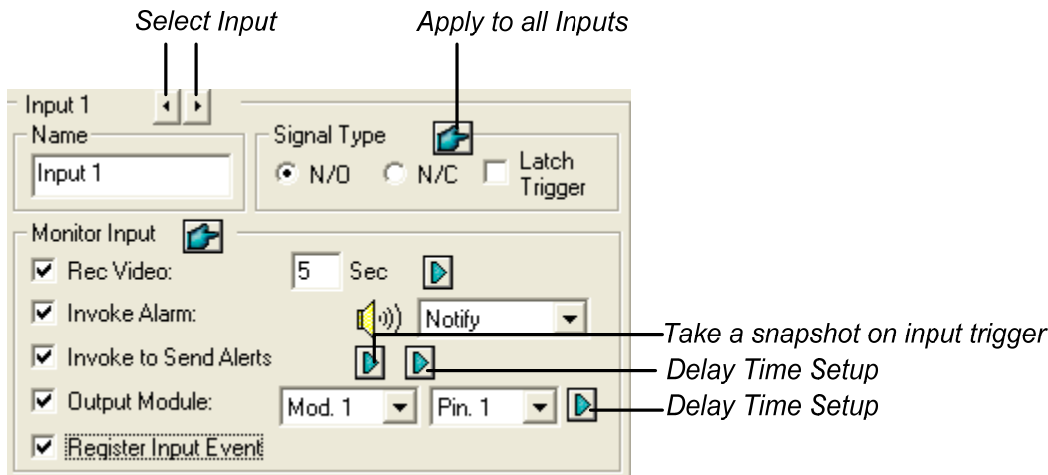 Select Input
Apply to all Inputs
Input 1
Name
Input 1
Signal Type
N/O
N/C
Latch
Trigger
Monitor Input
Rec Video:
5
Sec
Invoke Alarm:
Notify
Take a snapshot on input trigger
Invoke to Send Alerts
Delay Time Setup
Output Module:
Mod. 1
Pin. 1
Delay Time Setup
Register Input Event